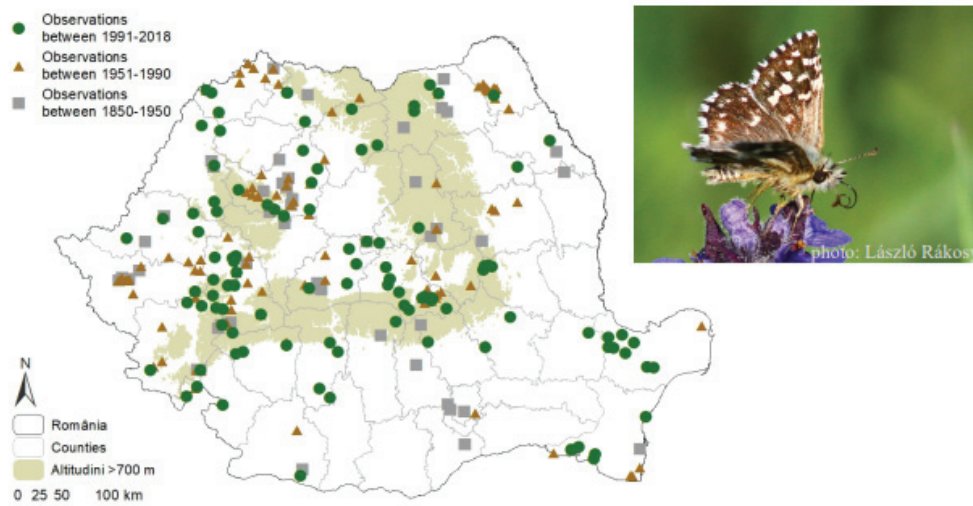 Observations
between 1991-2018
Observations
between 1951-1990
Observations
between 1850-1950
N
România
Counties
Altitudini >700 m
0 25 50 100 km
photo: László Rákosy